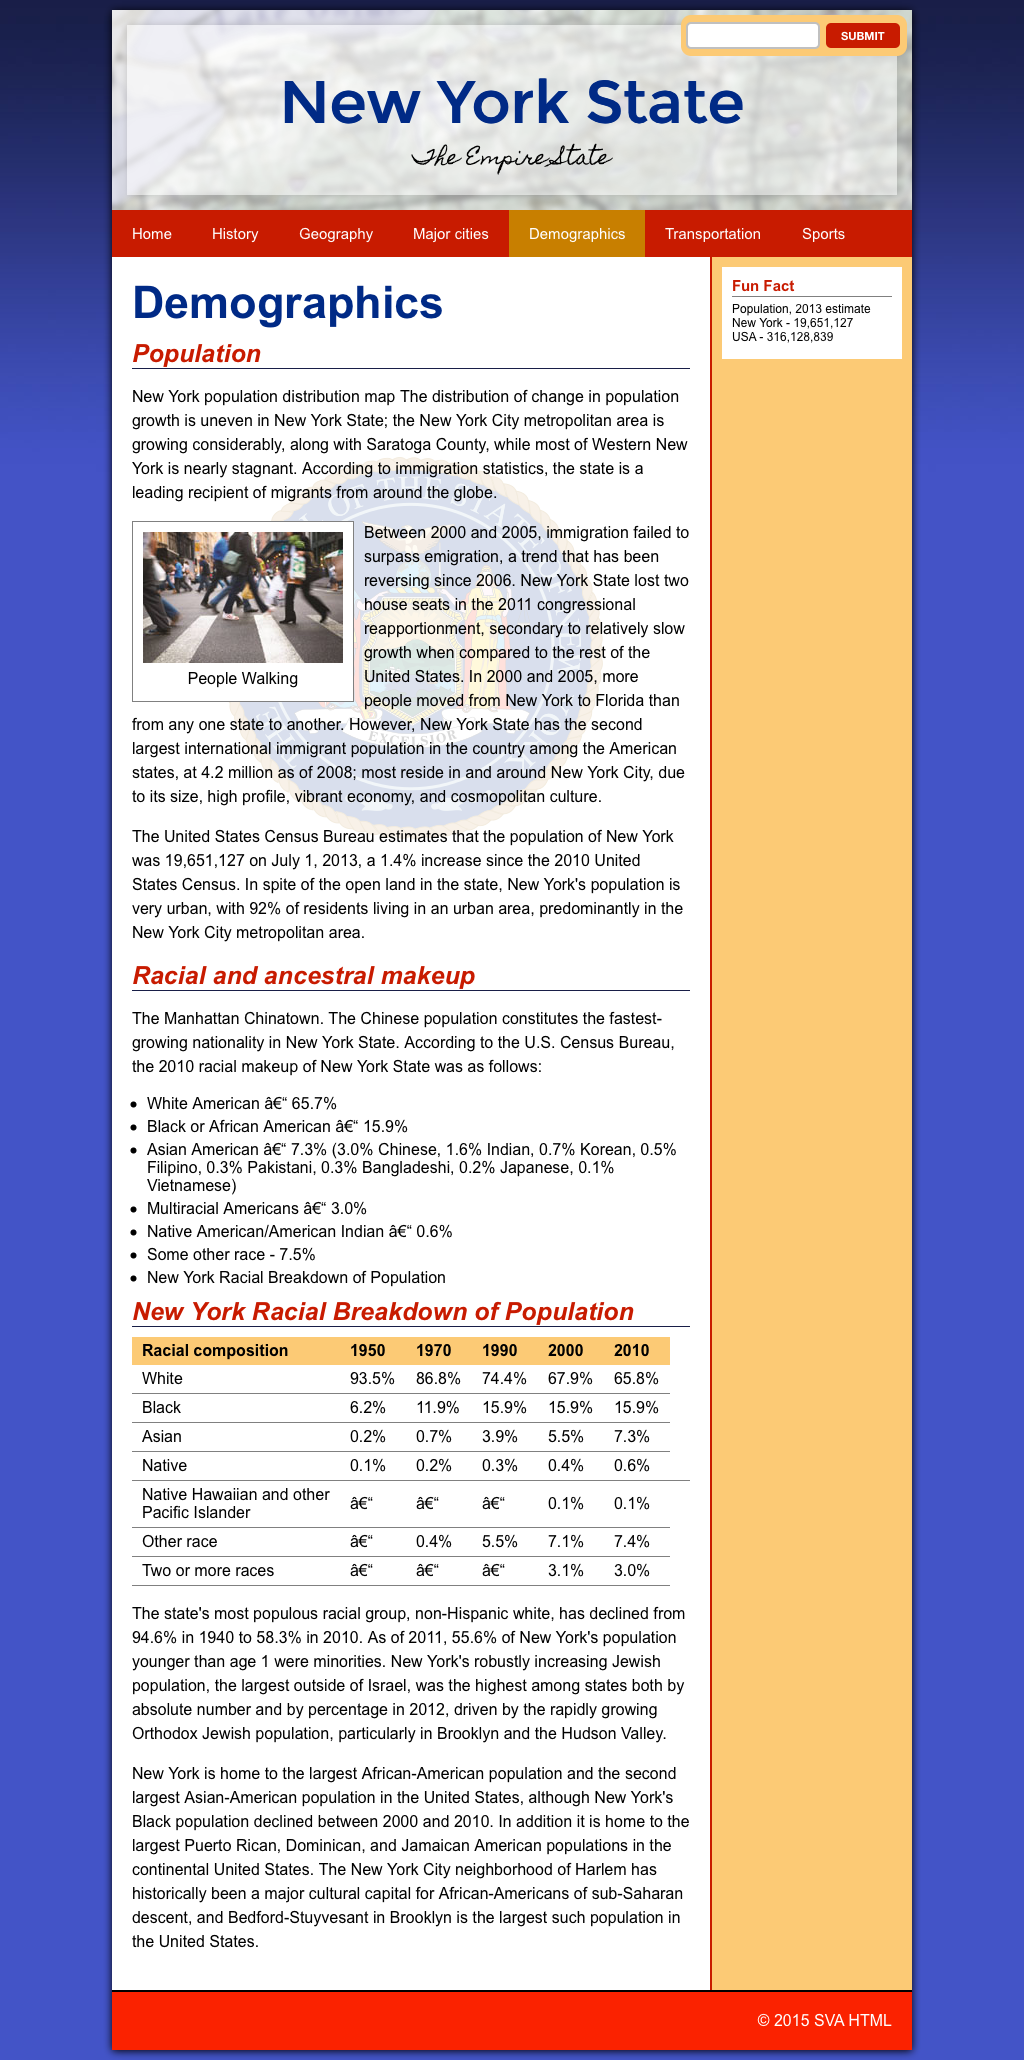 SUBMIT
New York State
The Empire State
Home History Geography Major cities Demographics Transportation Sports
Demographics
Population
New York population distribution map The distribution of change in population
growth is uneven in New York State; the New York City metropolitan area is
growing considerably, along with Saratoga County, while most of Western New
York is nearly stagnant. According to immigration statistics, the state is a
leading recipient of migrants from around the globe.
Between 2000 and 2005, immigration failed to
surpass emigration, a trend that has been
reversing since 2006. New York State lost two
house seats in the 2011 congressional
reapportionment, secondary to relatively slow
growth when compared to the rest of the
United States. In 2000 and 2005, more
people moved from New York to Florida than
People Walking
from any one state to another. However, New York State has the second
largest international immigrant population in the country among the American
states, at 4.2 million as of 2008; most reside in and around New York City, due
to its size, high profile, vibrant economy, and cosmopolitan culture.
EXCELSIOR
The United States Census Bureau estimates that the population of New York
was 19,651,127 on July 1, 2013, a 1.4% increase since the 2010 United
States Census. In spite of the open land in the state, New York's population is
very urban, with 92% of residents living in an urban area, predominantly in the
New York City metropolitan area.
Racial and ancestral makeup
The Manhattan Chinatown. The Chinese population constitutes the fastest-
growing nationality in New York State. According to the U.S. Census Bureau,
the 2010 racial makeup of New York State was as follows:
• White American â€“ 65.7%
• Black or African American â€“ 15.9%
• Asian American â€“ 7.3% (3.0% Chinese, 1.6% Indian, 0.7% Korean, 0.5%
Filipino, 0.3% Pakistani, 0.3% Bangladeshi, 0.2% Japanese, 0.1%
Vietnamese)
• Multiracial Americans â€“ 3.0%
• Native American/American Indian â€“ 0.6%
• Some other race - 7.5%
• New York Racial Breakdown of Population
New York Racial Breakdown of Population
Racial composition 1950 1970 1990 2000 2010
White 93.5% 86.8% 74.4% 67.9% 65.8%
Black 6.2% 11.9% 15.9% 15.9% 15.9%
Asian 0.2% 0.7% 3.9% 5.5% 7.3%
Native 0.1% 0.2% 0.3% 0.4% 0.6%
Native Hawaiian and other
Pacific Islander â€“ â€“ â€“ 0.1% 0.1%
Other race â€“ 0.4% 5.5% 7.1% 7.4%
Two or more races â€“ â€“ â€“ 3.1% 3.0%
The state's most populous racial group, non-Hispanic white, has declined from
94.6% in 1940 to 58.3% in 2010. As of 2011, 55.6% of New York's population
younger than age 1 were minorities. New York's robustly increasing Jewish
population, the largest outside of Israel, was the highest among states both by
absolute number and by percentage in 2012, driven by the rapidly growing
Orthodox Jewish population, particularly in Brooklyn and the Hudson Valley.
New York is home to the largest African-American population and the second
largest Asian-American population in the United States, although New York's
Black population declined between 2000 and 2010. In addition it is home to the
largest Puerto Rican, Dominican, and Jamaican American populations in the
continental United States. The New York City neighborhood of Harlem has
historically been a major cultural capital for African-Americans of sub-Saharan
descent, and Bedford-Stuyvesant in Brooklyn is the largest such population in
the United States.
Fun Fact
Population, 2013 estimate
New York - 19,651,127
USA - 316,128,839
© 2015 SVA HTML